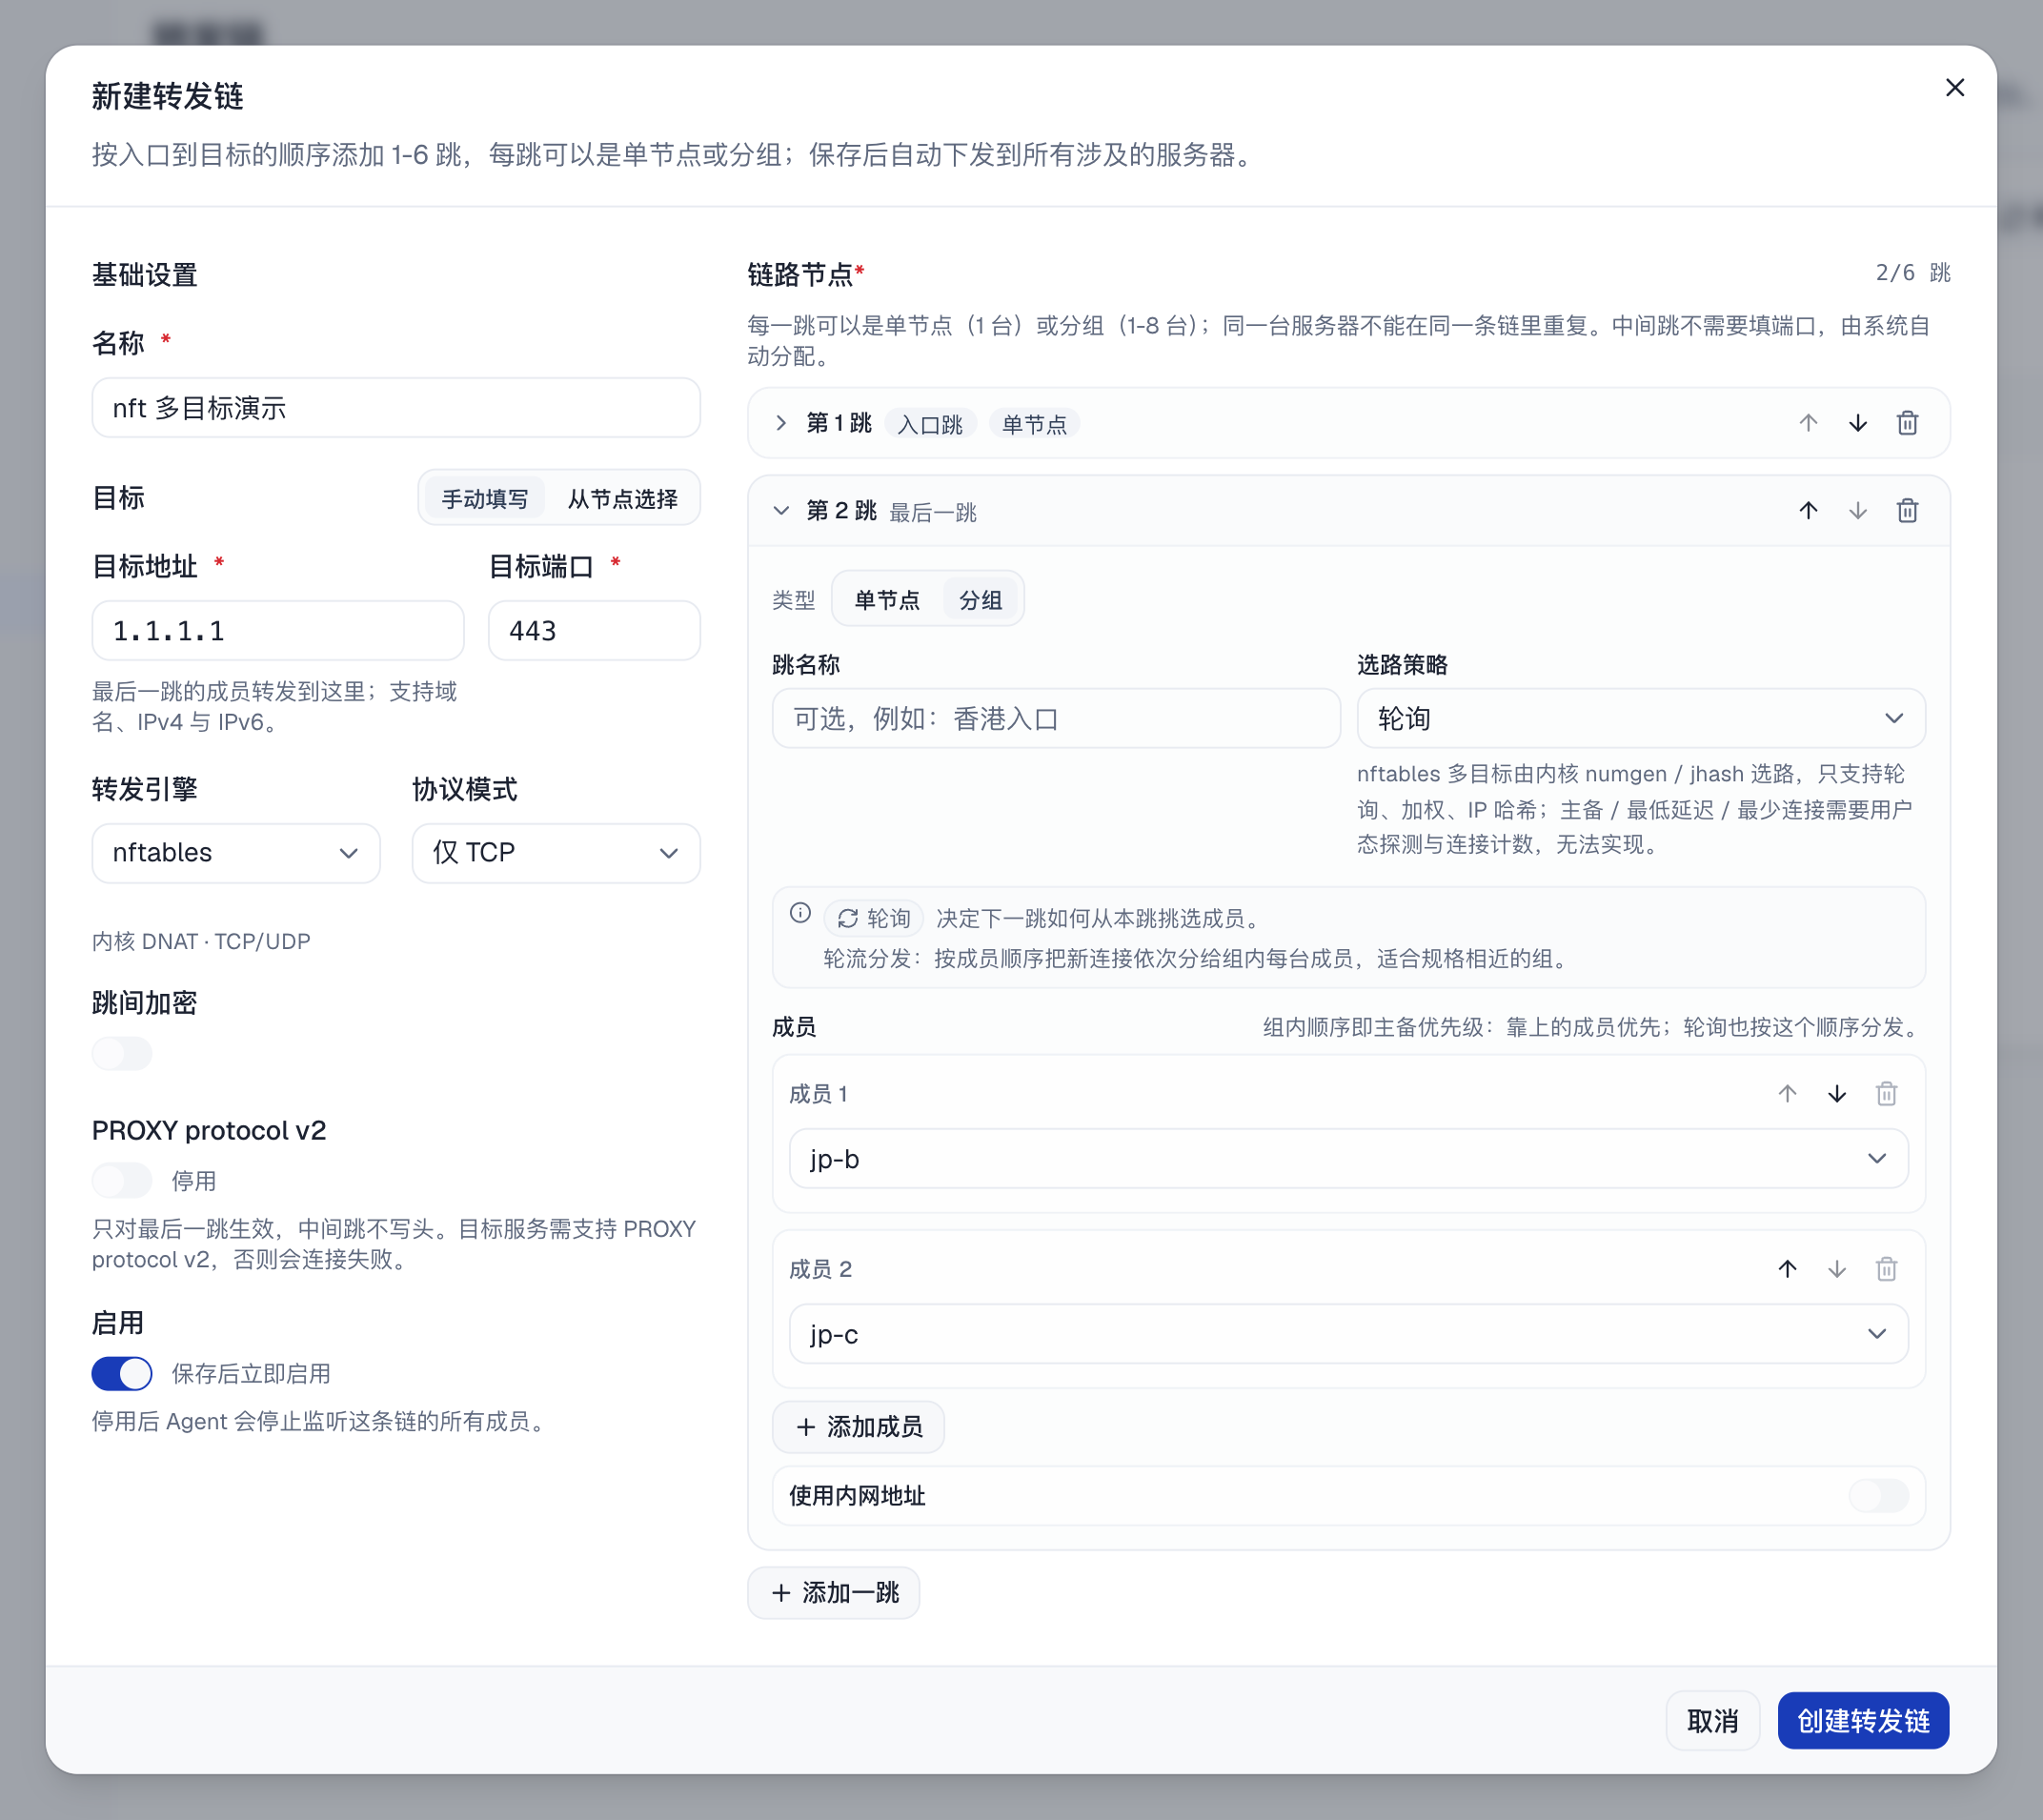 新建转发链
按入口到目标的顺序添加 1-6 跳，每跳可以是单节点或分组；保存后自动下发到所有涉及的服务器。
基础设置
名称 *
nft 多目标演示
目标
手动填写 从节点选择
目标地址 *
目标端口 *
1.1.1.1
443
最后一跳的成员转发到这里；支持域
名、IPv4 与 IPv6。
转发引擎
协议模式
nftables
仅 TCP
内核 DNAT · TCP/UDP
跳间加密
PROXY protocol v2
停用
只对最后一跳生效，中间跳不写头。目标服务需支持 PROXY
protocol v2，否则会连接失败。
启用
保存后立即启用
停用后 Agent 会停止监听这条链的所有成员。
链路节点*
2/6 跳
每一跳可以是单节点（1 台）或分组（1-8 台）；同一台服务器不能在同一条链里重复。中间跳不需要填端口，由系统自
动分配。
第 1 跳 入口跳 单节点
第 2 跳 最后一跳
类型 单节点 分组
跳名称
选路策略
可选，例如：香港入口
轮询
nftables 多目标由内核 numgen / jhash 选路，只支持轮
询、加权、IP 哈希；主备 / 最低延迟 / 最少连接需要用户
态探测与连接计数，无法实现。
轮询 决定下一跳如何从本跳挑选成员。
轮流分发：按成员顺序把新连接依次分给组内每台成员，适合规格相近的组。
成员
组内顺序即主备优先级：靠上的成员优先；轮询也按这个顺序分发。
成员 1
jp-b
成员 2
jp-c
+ 添加成员
使用内网地址
+ 添加一跳
取消
创建转发链